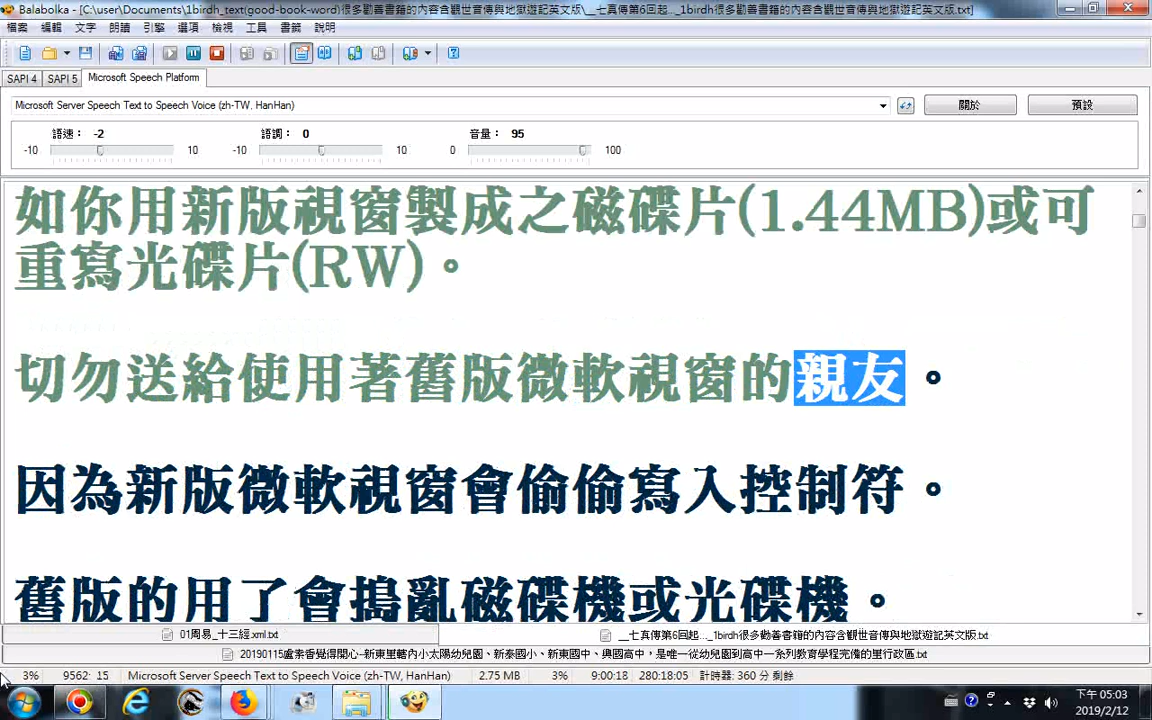 Balabolka - [C:\user\Documents\1birdh_text(good-book-word)很多勸善書籍的內容含觀世音傳與地獄遊記英文版\__七真傳第6回起..._1birdh很多勸善書籍的內容含觀世音傳與地獄遊記英文版.txt]
檔案 編輯 文字 朗讀 引擎 選項 檢視 工具 書籤 說明
SAPI 4 SAPI 5 Microsoft Speech Platform
Microsoft Server Speech Text to Speech Voice (zh-TW, HanHan) 關於 預設
語速： -2 語調： 0 音量： 95
-10 10 -10 10 0 100
如你用新版視窗製成之磁碟片(1.44MB)或可
重寫光碟片(RW)。
切勿送給使用著舊版微軟視窗的親友。
因為新版微軟視窗會偷偷寫入控制符。
舊版的用了會搗亂磁碟機或光碟機。
01周易_十三經.xml.txt __七真傳第6回起..._1birdh很多勸善書籍的內容含觀世音傳與地獄遊記英文版.txt
20190115盧素香覺得開心-新東里轄內小太陽幼兒園、新泰國小、新東國中、興國高中，是唯一從幼兒園到高中一系列教育學程完備的里行政區.txt
3% 9562: 15 Microsoft Server Speech Text to Speech Voice (zh-TW, HanHan) 2.75 MB 3% 9:00:18 280:18:05 計時器: 360 分 剩餘
下午 05:03
2019/2/12